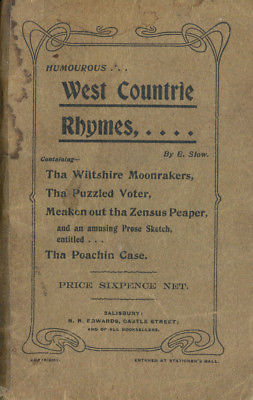 HUMOUROUS . . .
West Countrie
Rhymes, . . . .
By E. Slow.
Containing—
Tha Wiltshire Moonrakers,
Tha Puzzled Voter,
Meaken out tha Zensus Peaper,
and an amusing Prose Sketch,
entitled . . .
Tha Poachin Case.
PRICE SIXPENCE NET.
SALISBURY:
R. R. EDWARDS, CASTLE STREET;
AND OF ALL BOOKSELLERS.
COPYRIGHT. ENTERED AT STATIONER'S HALL.